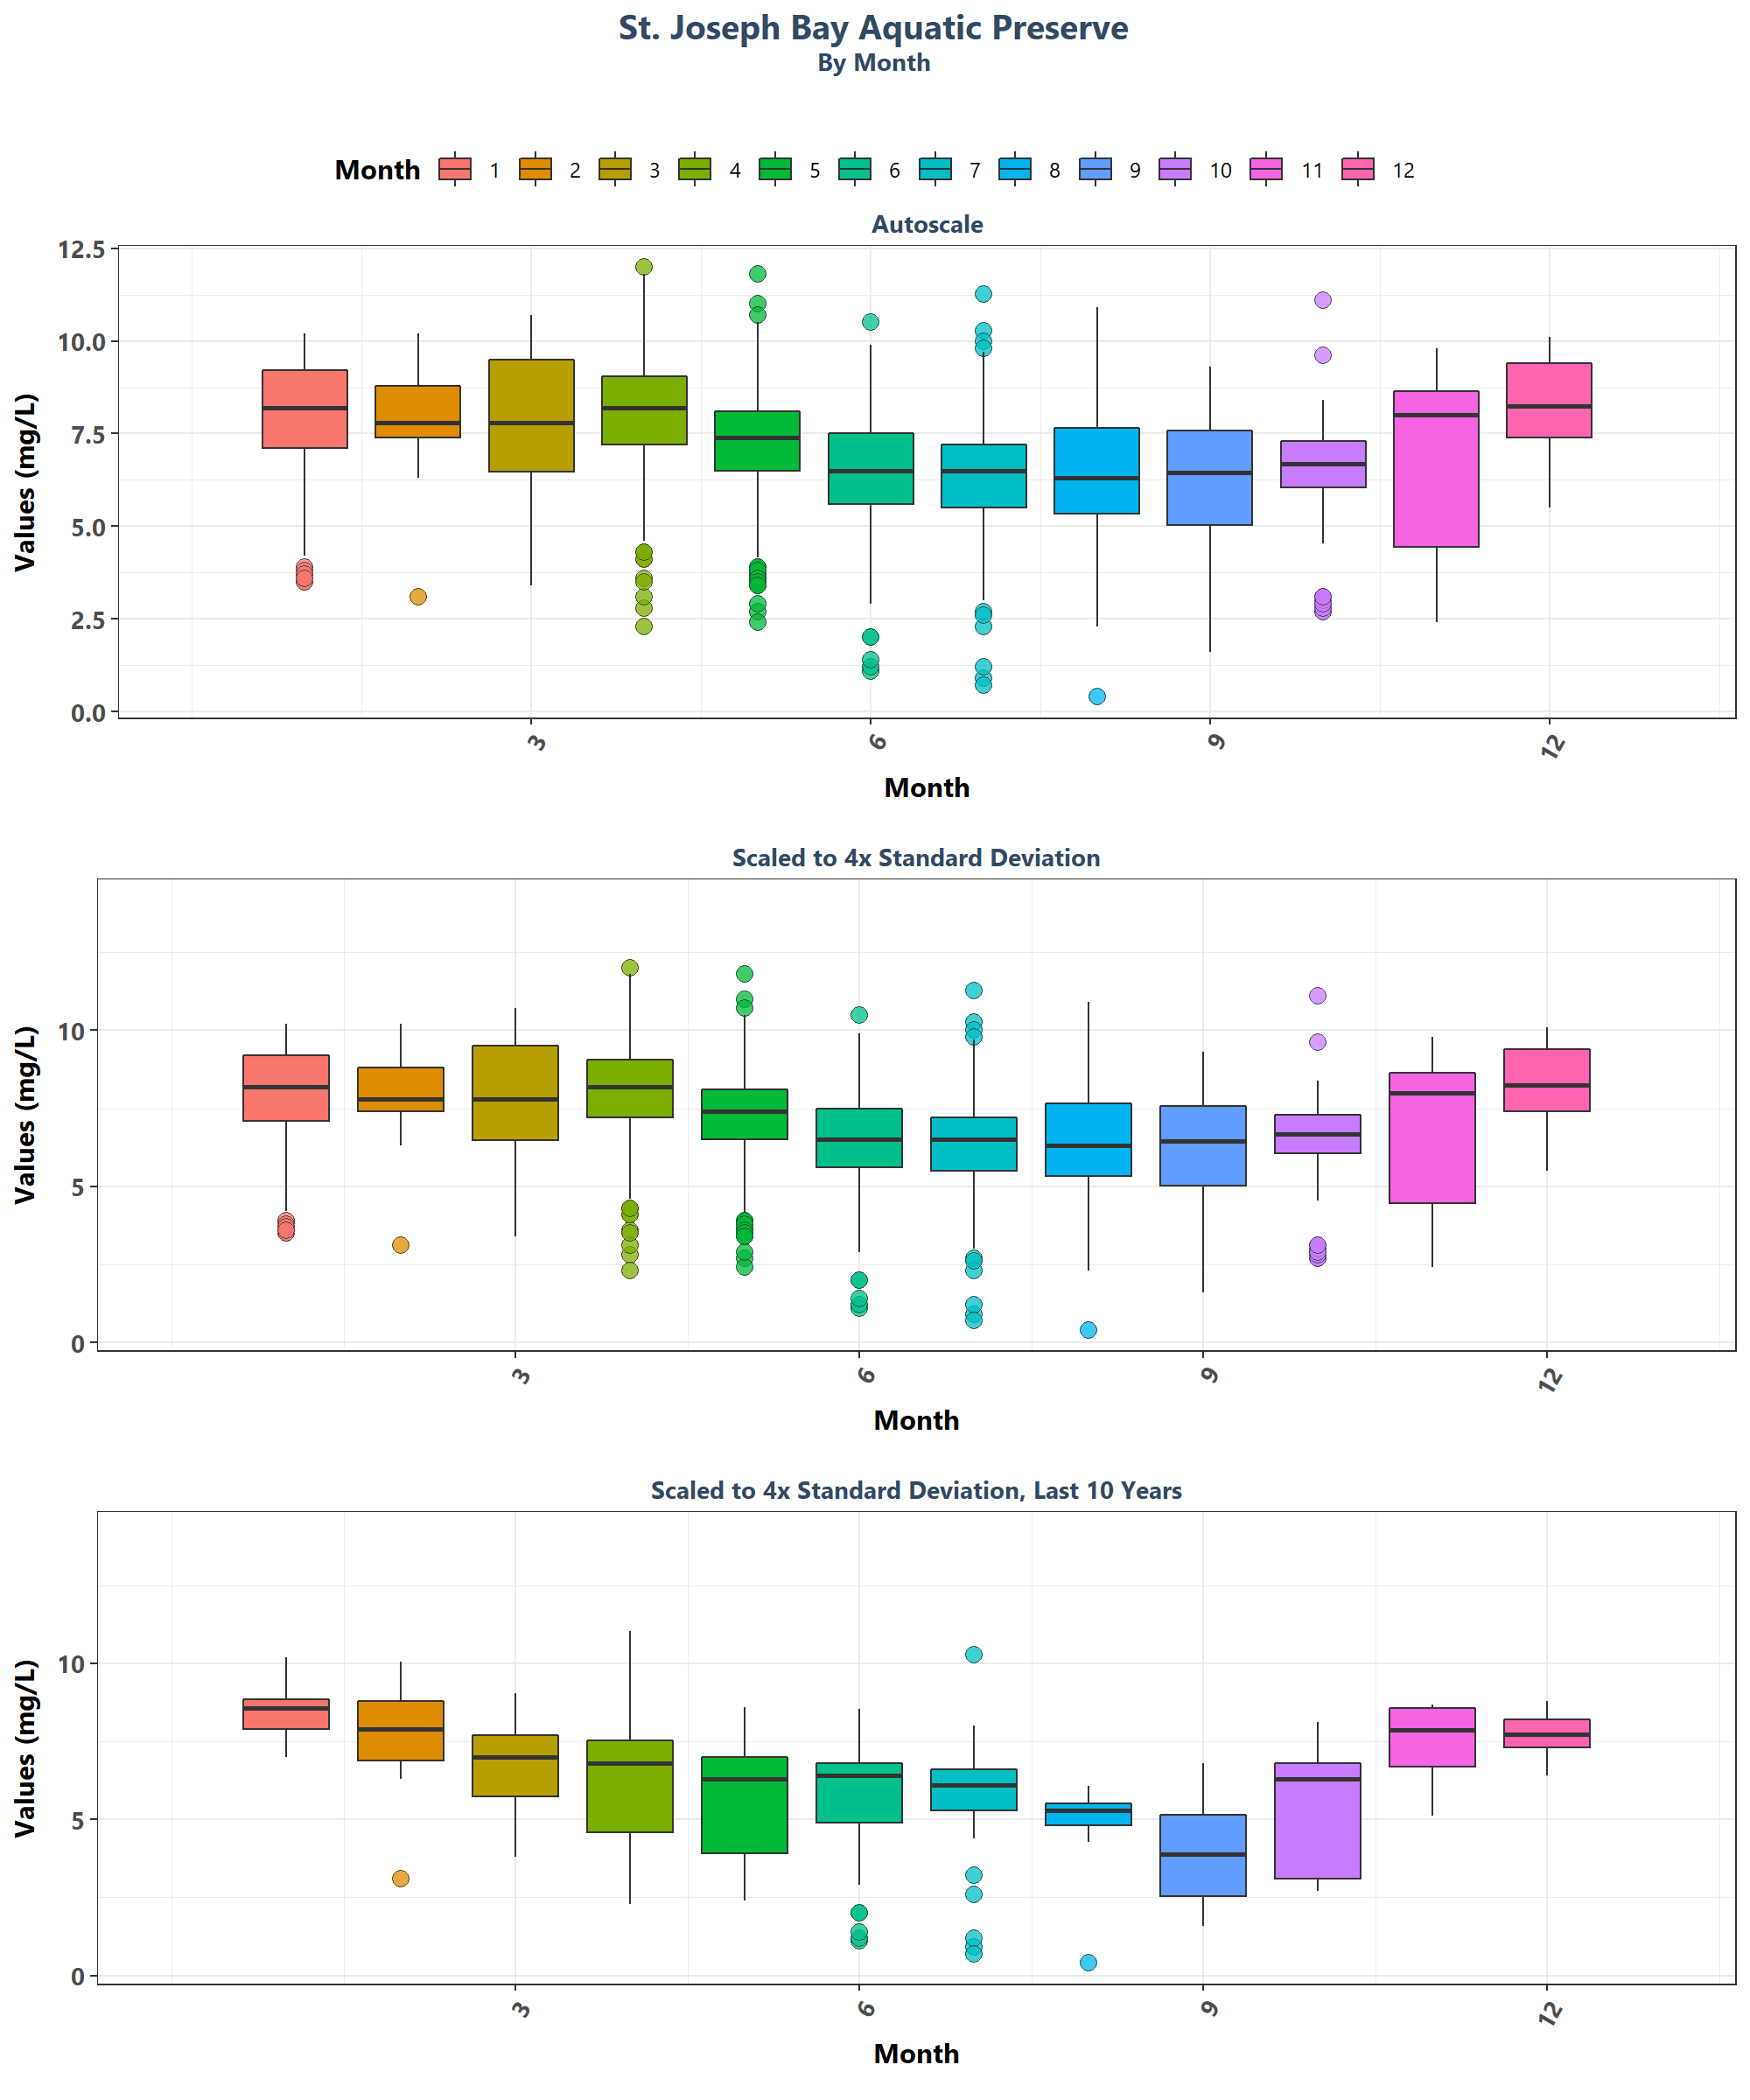 St. Joseph Bay Aquatic Preserve
By Month
Month 1 2 3 4 5 6 7 8 9 10 11 12
Autoscale
12.5
10.0
7.5
5.0
2.5
0.0
Values (mg/L)
3 6 9 12
Month
Scaled to 4x Standard Deviation
10
5
0
Values (mg/L)
3 6 9 12
Month
Scaled to 4x Standard Deviation, Last 10 Years
10
5
0
Values (mg/L)
3 6 9 12
Month